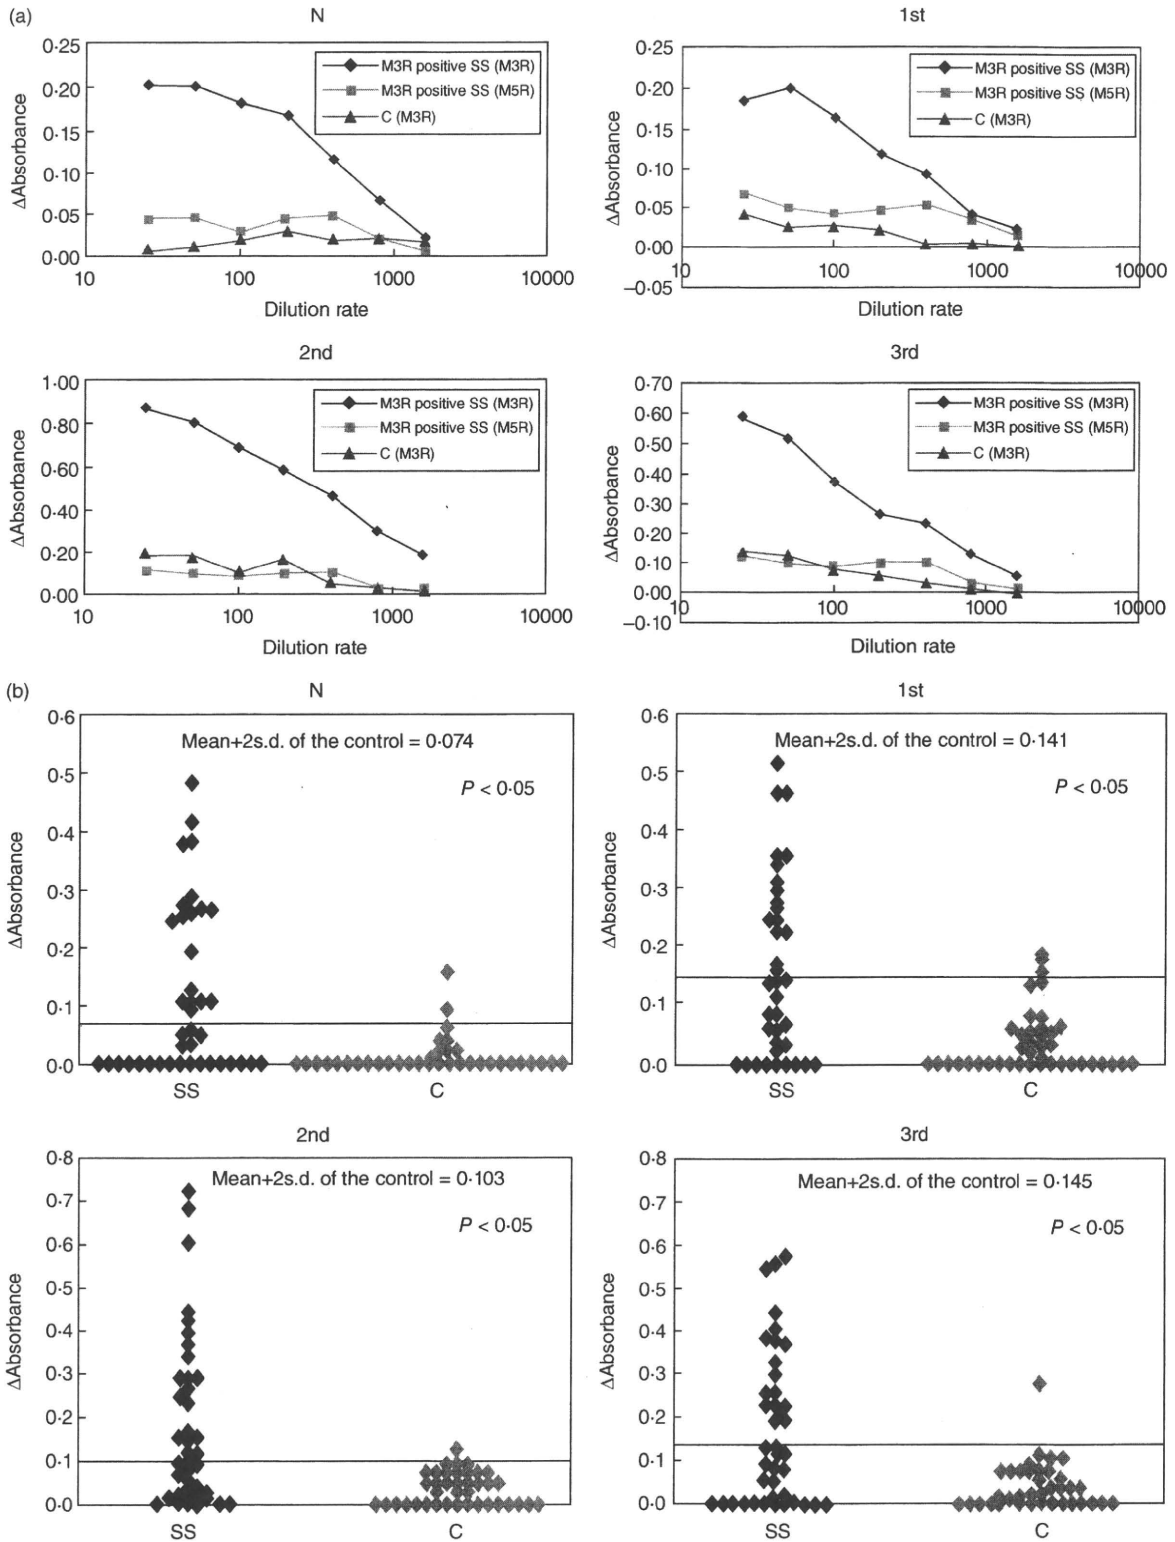 (a)
N
0·25
0·20
0·15
0·10
0·05
0·00
ΔAbsorbance
M3R positive SS (M3R)
M3R positive SS (M5R)
C (M3R)
10
100
1000
10000
Dilution rate
1st
0·25
0·20
0·15
0·10
0·05
0·00
−0·05
ΔAbsorbance
M3R positive SS (M3R)
M3R positive SS (M5R)
C (M3R)
10
100
1000
10000
Dilution rate
2nd
1·00
0·80
0·60
0·40
0·20
0·00
ΔAbsorbance
M3R positive SS (M3R)
M3R positive SS (M5R)
C (M3R)
10
100
1000
10000
Dilution rate
3rd
0·70
0·60
0·50
0·40
0·30
0·20
0·10
0·00
−0·10
ΔAbsorbance
M3R positive SS (M3R)
M3R positive SS (M5R)
C (M3R)
10
100
1000
10000
Dilution rate
(b)
N
0·6
0·5
0·4
0·3
0·2
0·1
0·0
ΔAbsorbance
Mean+2s.d. of the control = 0·074
P < 0·05
SS
C
1st
0·6
0·5
0·4
0·3
0·2
0·1
0·0
ΔAbsorbance
Mean+2s.d. of the control = 0·141
P < 0·05
SS
C
2nd
0·8
0·7
0·6
0·5
0·4
0·3
0·2
0·1
0·0
ΔAbsorbance
Mean+2s.d. of the control = 0·103
P < 0·05
SS
C
3rd
0·8
0·7
0·6
0·5
0·4
0·3
0·2
0·1
0·0
ΔAbsorbance
Mean+2s.d. of the control = 0·145
P < 0·05
SS
C